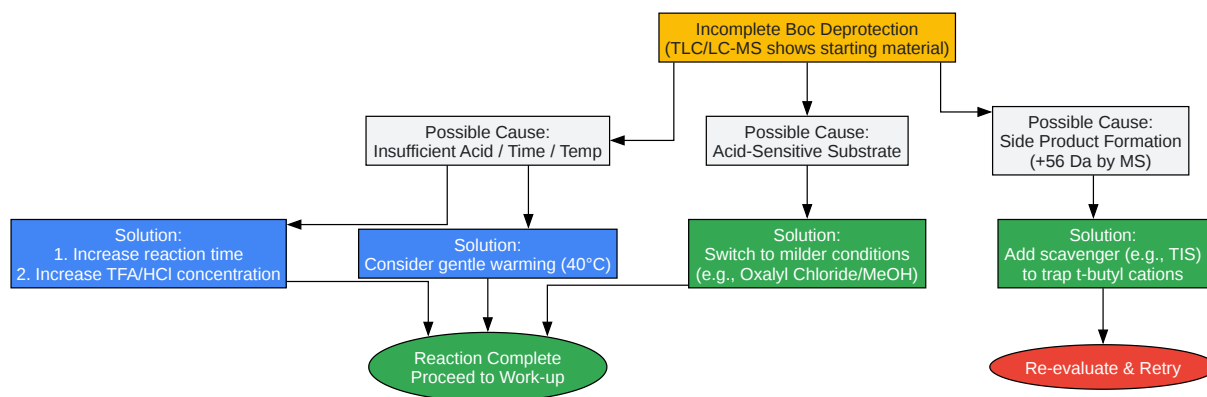 Incomplete Boc Deprotection
(TLC/LC-MS shows starting material)
Possible Cause:
Insufficient Acid / Time / Temp
Possible Cause:
Acid-Sensitive Substrate
Possible Cause:
Side Product Formation
(+56 Da by MS)
Solution:
1. Increase reaction time
2. Increase TFA/HCl concentration
Solution:
Consider gentle warming (40°C)
Solution:
Switch to milder conditions
(e.g., Oxalyl Chloride/MeOH)
Solution:
Add scavenger (e.g., TIS)
to trap t-butyl cations
Reaction Complete
Proceed to Work-up
Re-evaluate & Retry